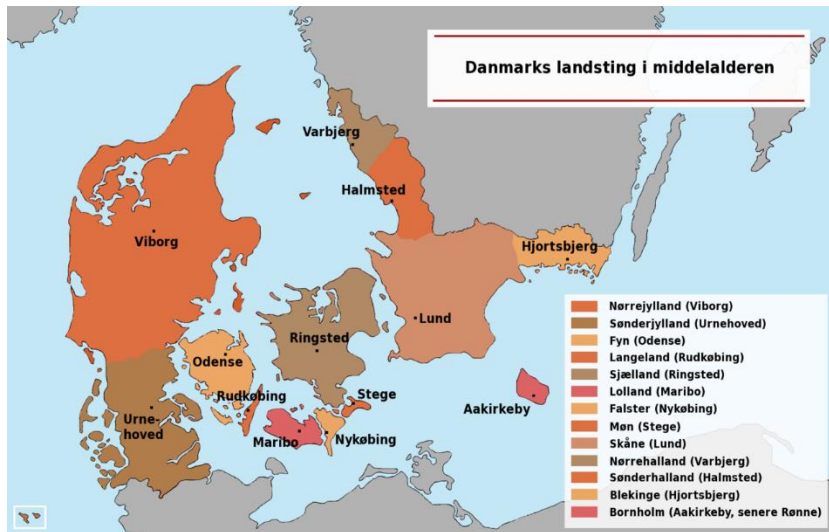 Danmarks landsting i middelalderen
Varbjerg
Halmsted
Viborg
Hjortsbjerg
Lund
Ringsted
Odense
Rudkøbing
Stege
Aakirkeby
Urne-
hoved
Maribo
Nykøbing
Nørrejylland (Viborg)
Sønderjylland (Urnehoved)
Fyn (Odense)
Langeland (Rudkøbing)
Sjælland (Ringsted)
Lolland (Maribo)
Falster (Nykøbing)
Møn (Stege)
Skåne (Lund)
Nørrehalland (Varbjerg)
Sønderhalland (Halmsted)
Blekinge (Hjortsbjerg)
Bornholm (Aakirkeby, senere Rønne)